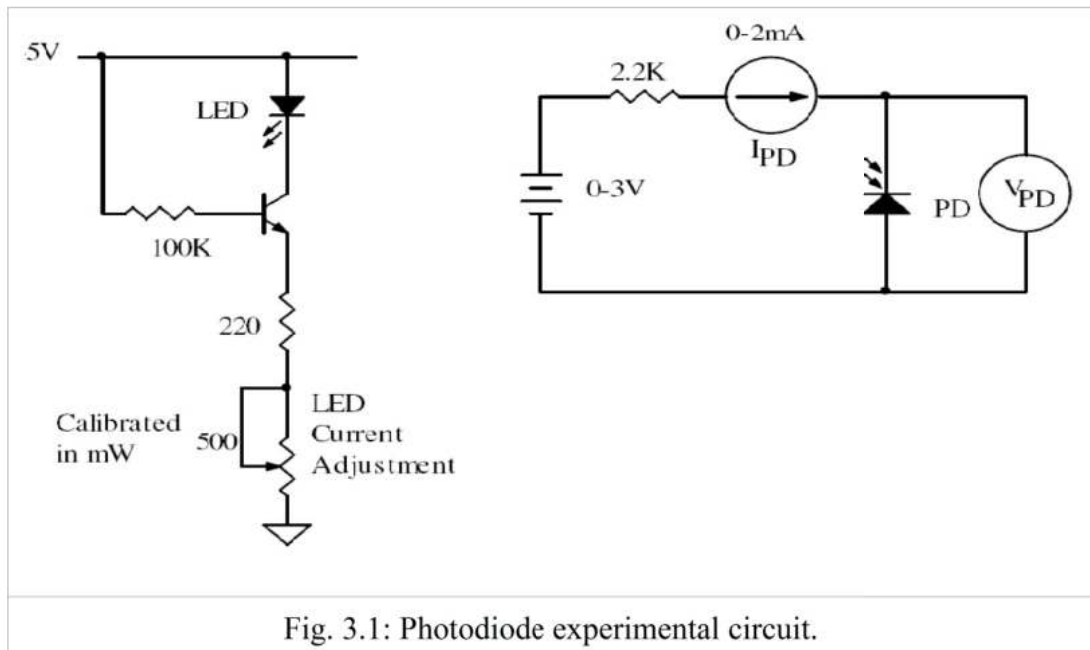 5V
LED
100K
220
Calibrated
in mW
500
LED
Current
Adjustment
0-2mA
2.2K
IPD
0-3V
PD
VPD
Fig. 3.1: Photodiode experimental circuit.